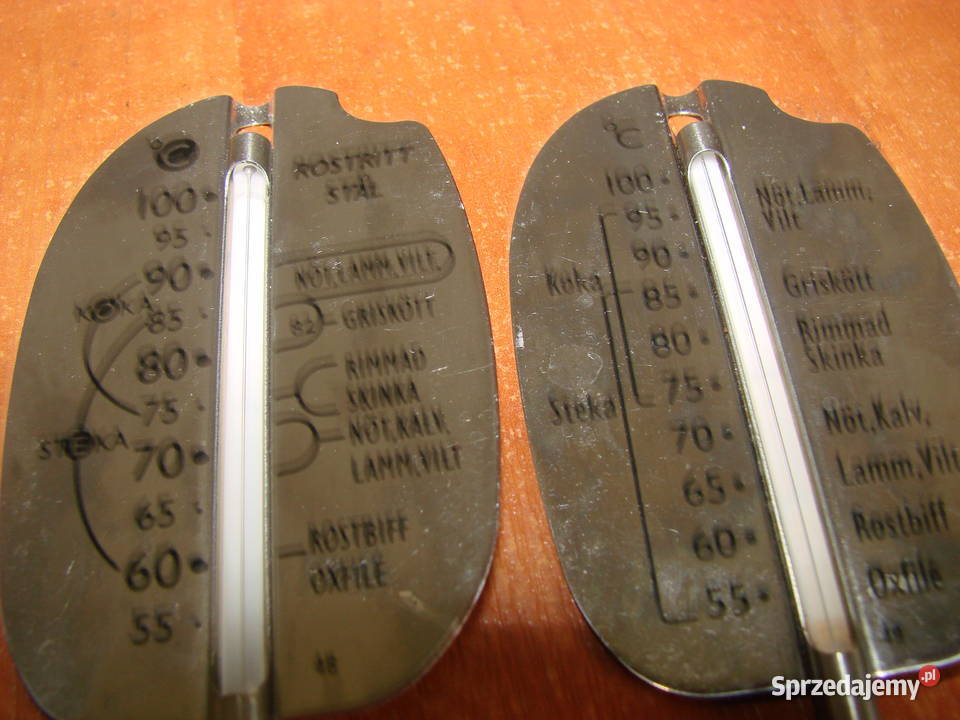 °C
ROSTFRITT
STÅL
100
95
90
85
80
75
70
65
60
55
KOKA
STEKA
NÖT,LAMM,VILT,
82
GRISKÖTT
RIMMAD
SKINKA
NÖT,KALV,
LAMM,VILT
ROSTBIFF
OXFILÉ
48
°C
100
95
90
85
80
75
70
65
60
55
Koka
Steka
Nöt,Lamm,
Vilt
Griskött
Rimmad
Skinka
Nöt,Kalv,
Lamm,Vilt
Rostbiff
Oxfilé
Sprzedajemy.pl